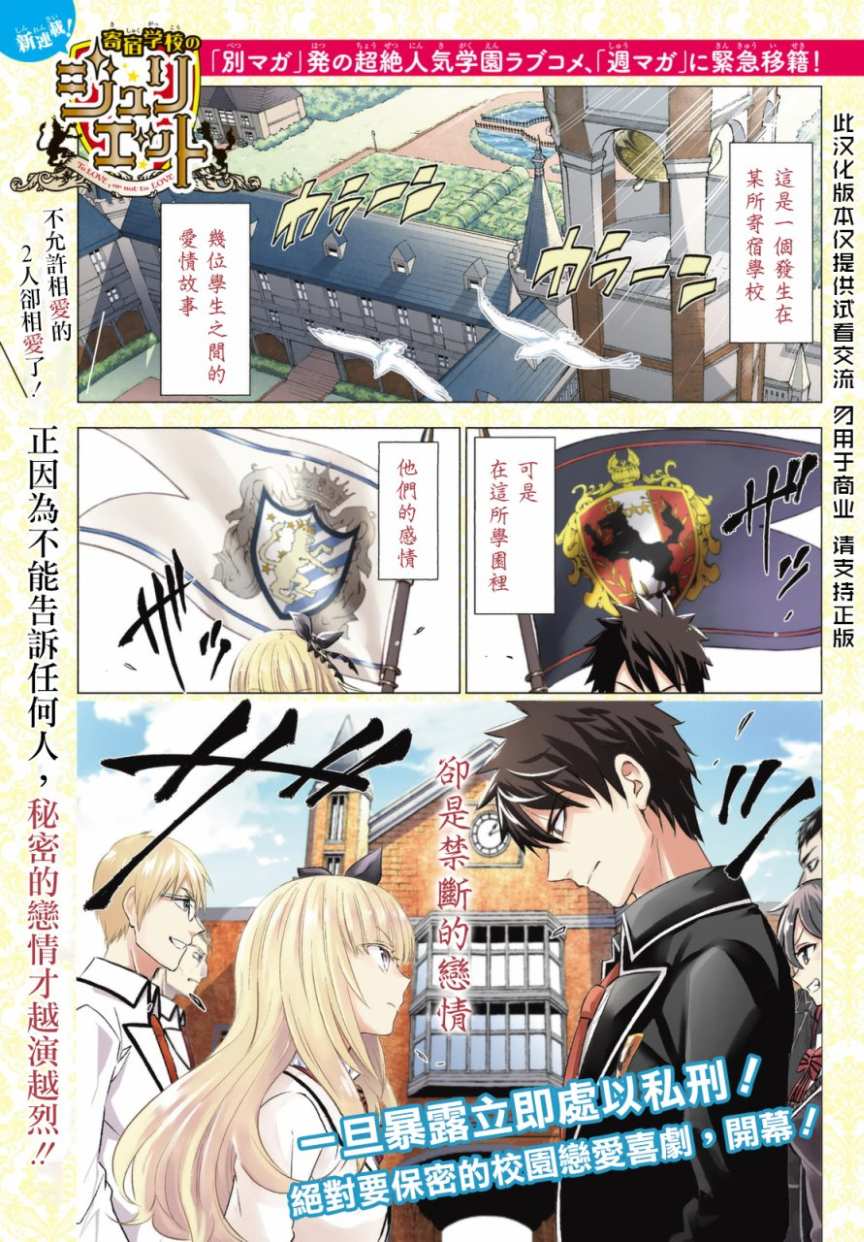 新連載!
寄宿学校の
ジュリエット
To LOVE, or not to LOVE
「別マガ」発の超絶人気学園ラブコメ、「週マガ」に緊急移籍!
這是一個發生在
某所寄宿學校
幾位學生之間的
愛情故事
カラーン
カラーン
不允許相愛的
2人卻相愛了!
可是
在這所學園裡
他們的感情
正因為不能告訴任何人，秘密的戀情才越演越烈!!
卻是禁斷的戀情
一旦暴露立即處以私刑!
絕對要保密的校園戀愛喜劇，開幕!
此汉化版本仅提供试看交流 勿用于商业 请支持正版